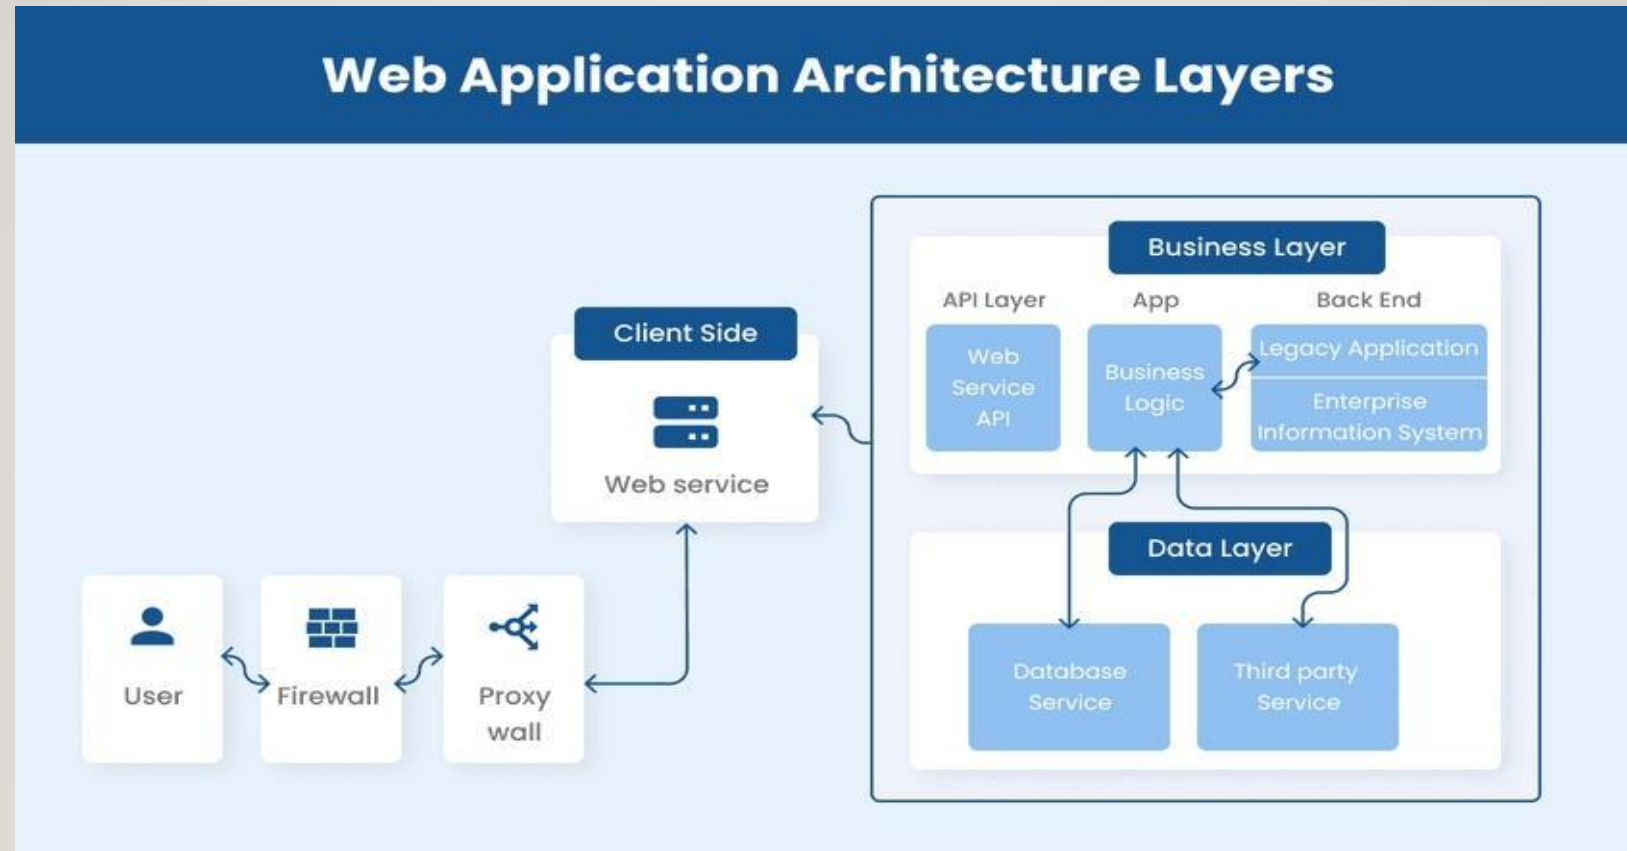 Web Application Architecture Layers
Business Layer
API Layer
App
Back End
Web
Service
API
Business
Logic
Legacy Application
Enterprise
Information System
Client Side
Web service
Data Layer
Database
Service
Third party
Service
User
Firewall
Proxy
wall